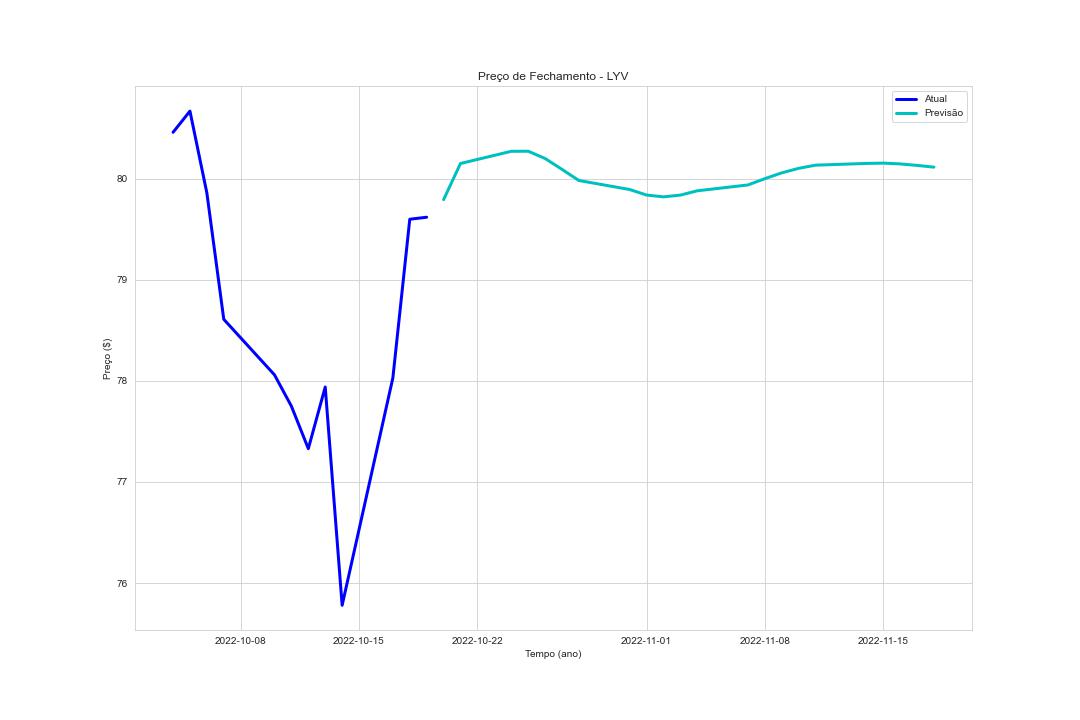 Preço de Fechamento - LYV
Atual
Previsão
80
79
78
77
76
Preço ($)
2022-10-08
2022-10-15
2022-10-22
2022-11-01
2022-11-08
2022-11-15
Tempo (ano)